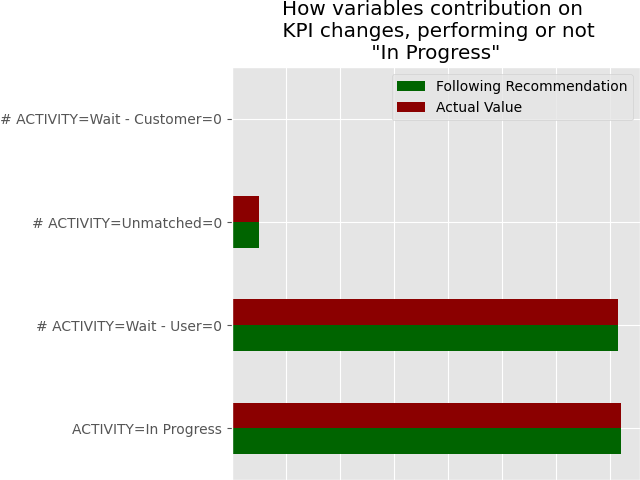 How variables contribution on
KPI changes, performing or not
"In Progress"
Following Recommendation
Actual Value
# ACTIVITY=Wait - Customer=0
# ACTIVITY=Unmatched=0
# ACTIVITY=Wait - User=0
ACTIVITY=In Progress